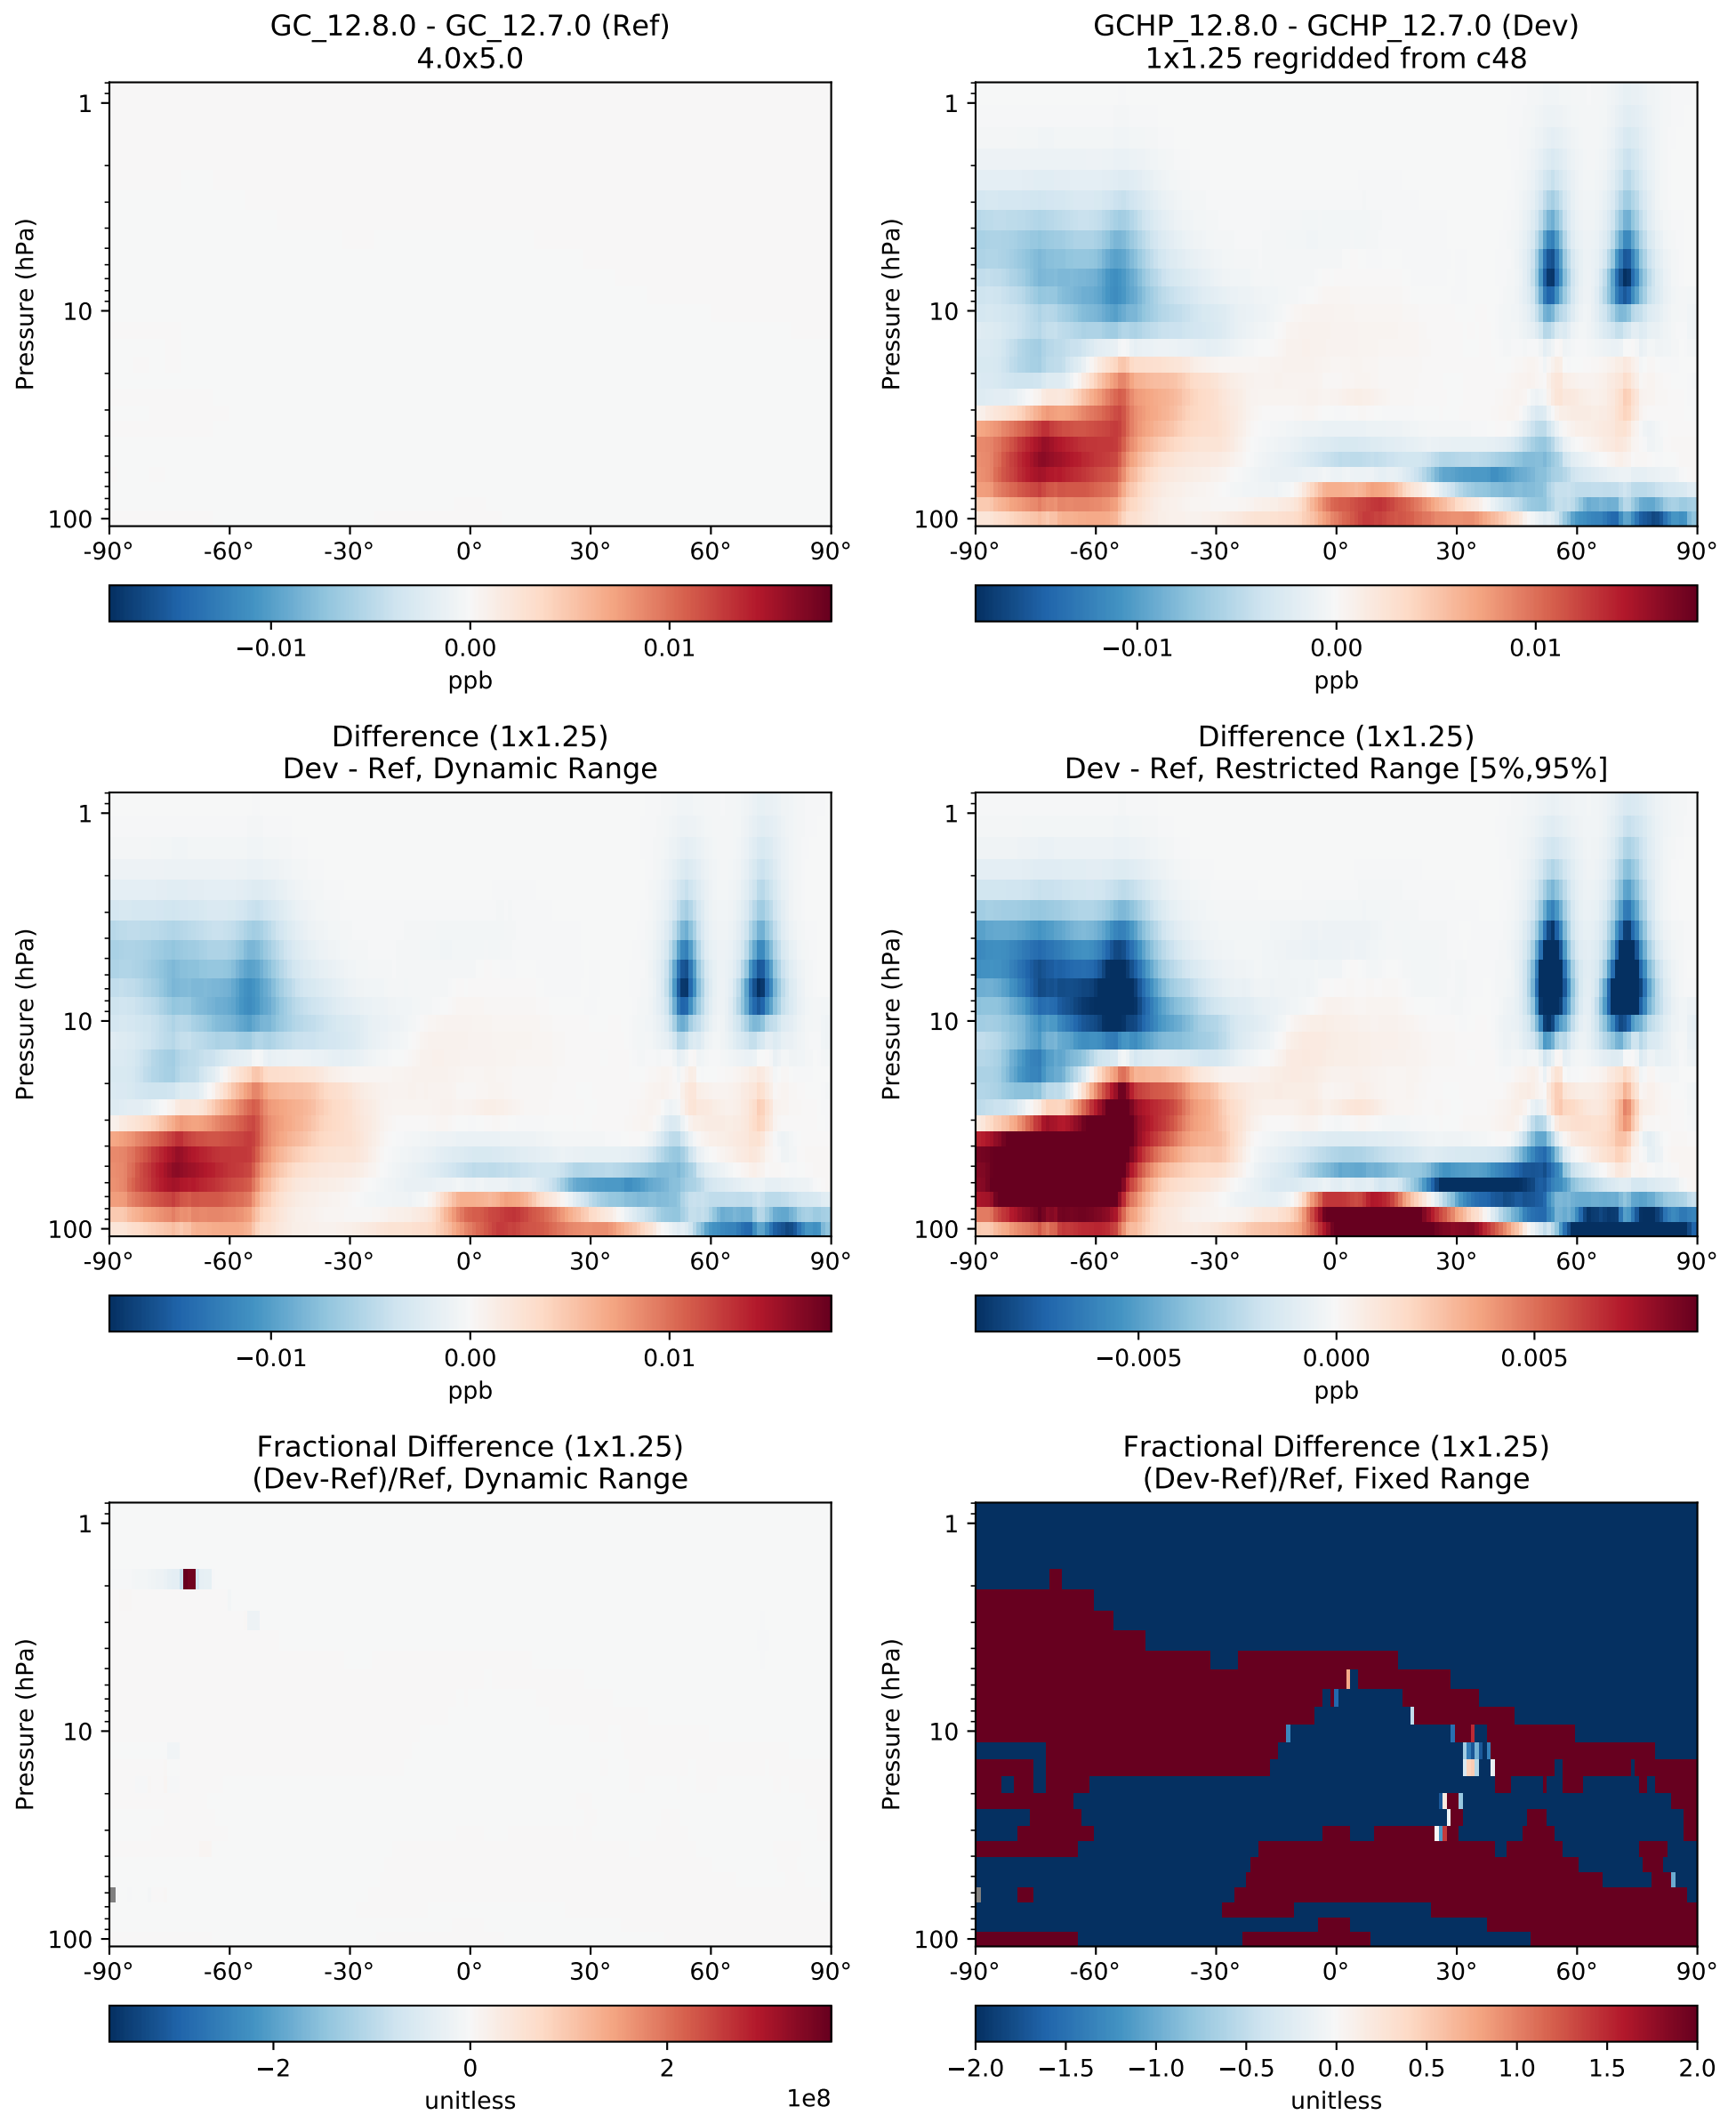 GC_12.8.0 - GC_12.7.0 (Ref)
4.0x5.0
GCHP_12.8.0 - GCHP_12.7.0 (Dev)
1x1.25 regridded from c48
Pressure (hPa)
1
10
100
-90° -60° -30° 0° 30° 60° 90°
−0.01 0.00 0.01
ppb
Pressure (hPa)
1
10
100
-90° -60° -30° 0° 30° 60° 90°
−0.01 0.00 0.01
ppb
Difference (1x1.25)
Dev - Ref, Dynamic Range
Difference (1x1.25)
Dev - Ref, Restricted Range [5%,95%]
Pressure (hPa)
1
10
100
-90° -60° -30° 0° 30° 60° 90°
−0.01 0.00 0.01
ppb
Pressure (hPa)
1
10
100
-90° -60° -30° 0° 30° 60° 90°
−0.005 0.000 0.005
ppb
Fractional Difference (1x1.25)
(Dev-Ref)/Ref, Dynamic Range
Fractional Difference (1x1.25)
(Dev-Ref)/Ref, Fixed Range
Pressure (hPa)
1
10
100
-90° -60° -30° 0° 30° 60° 90°
−2 0 2
unitless 1e8
Pressure (hPa)
1
10
100
-90° -60° -30° 0° 30° 60° 90°
−2.0 −1.5 −1.0 −0.5 0.0 0.5 1.0 1.5 2.0
unitless